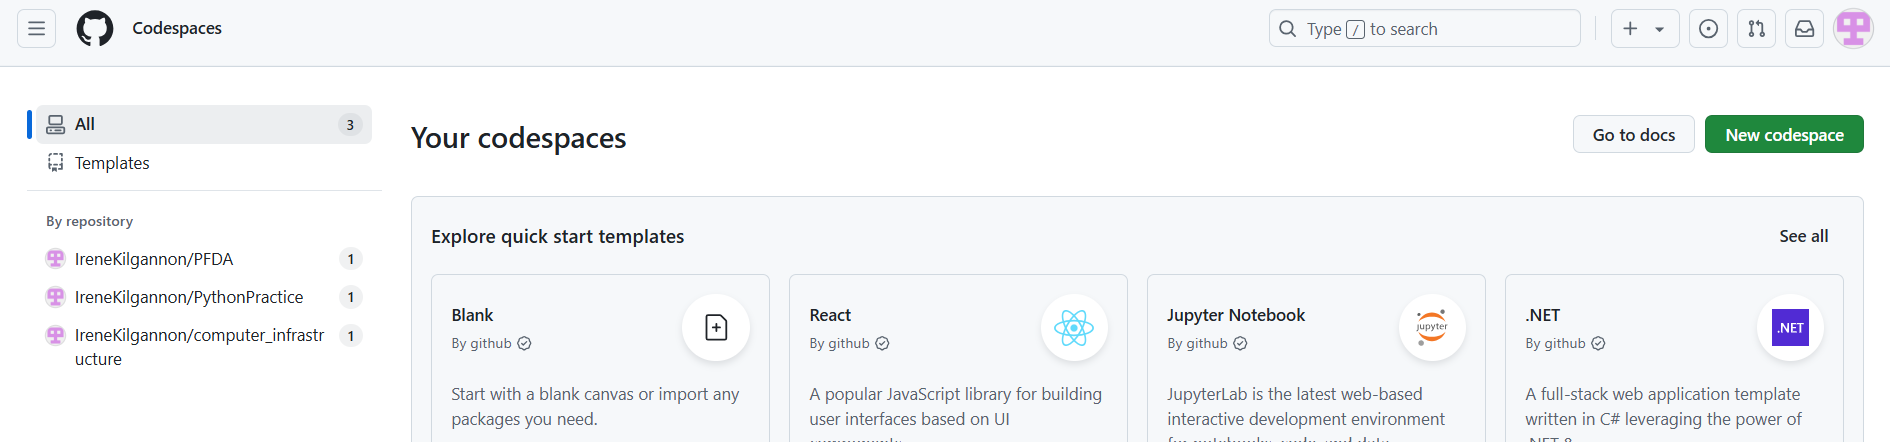 Codespaces
Type / to search
All 3
Templates
By repository
IreneKilgannon/PFDA 1
IreneKilgannon/PythonPractice 1
IreneKilgannon/computer_infrastr 1
ucture
Your codespaces
Go to docs
New codespace
Explore quick start templates
See all
Blank
By github
Start with a blank canvas or import any
packages you need.
React
By github
A popular JavaScript library for building
user interfaces based on UI
Jupyter Notebook
By github
jupyter
JupyterLab is the latest web-based
interactive development environment
.NET
By github
.NET
A full-stack web application template
written in C# leveraging the power of